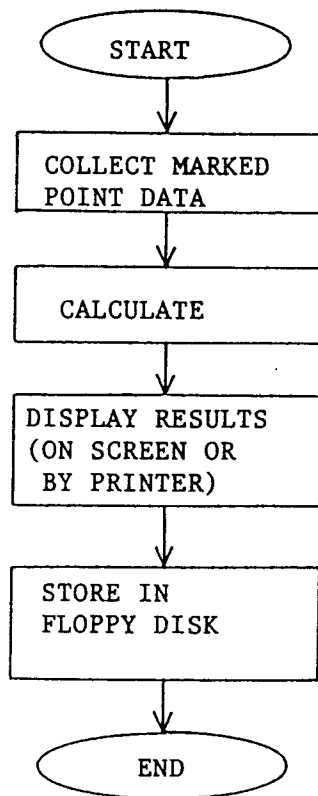 START
COLLECT MARKED
POINT DATA
CALCULATE
DISPLAY RESULTS
(ON SCREEN OR
BY PRINTER)
STORE IN
FLOPPY DISK
END